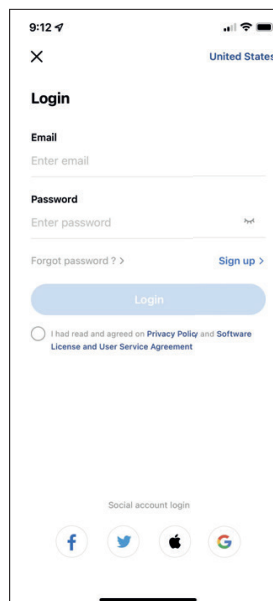 9:12
United States
Login
Email
Enter email
Password
Enter password
Forgot password ? >
Sign up >
Login
I had read and agreed on Privacy Policy and Software
License and User Service Agreement
Social account login